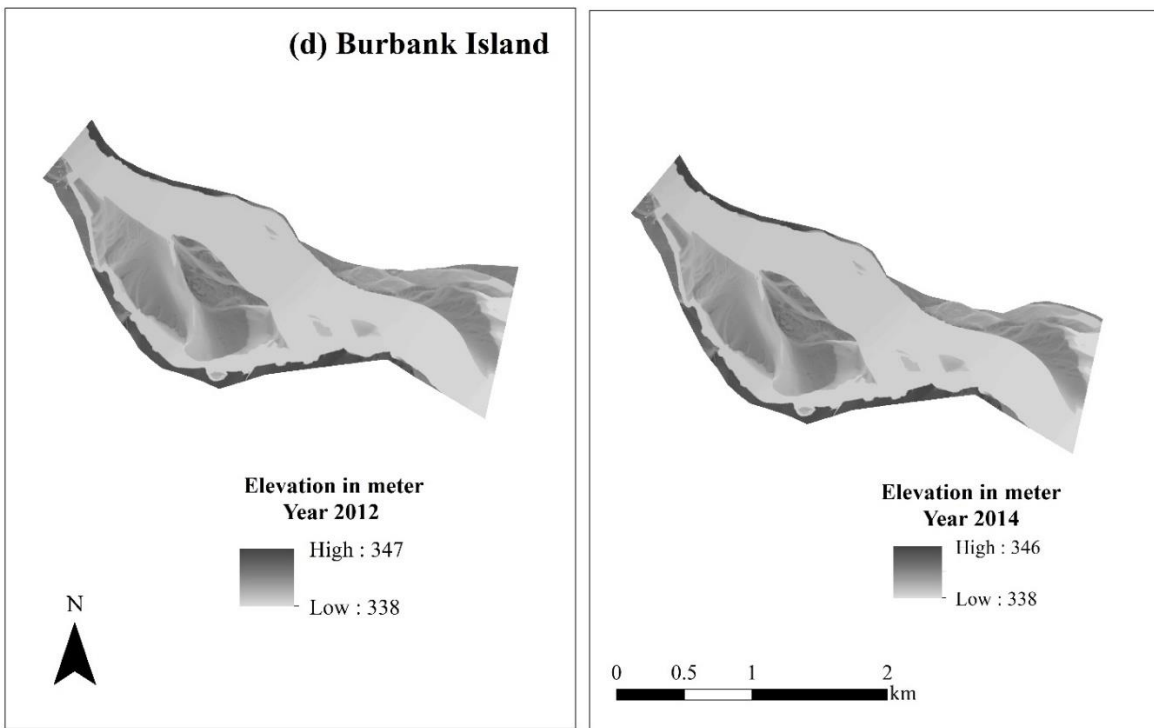 (d) Burbank Island
Elevation in meter
Year 2012
High : 347
Low : 338
N
Elevation in meter
Year 2014
High : 346
Low : 338
0 0.5 1 2
km